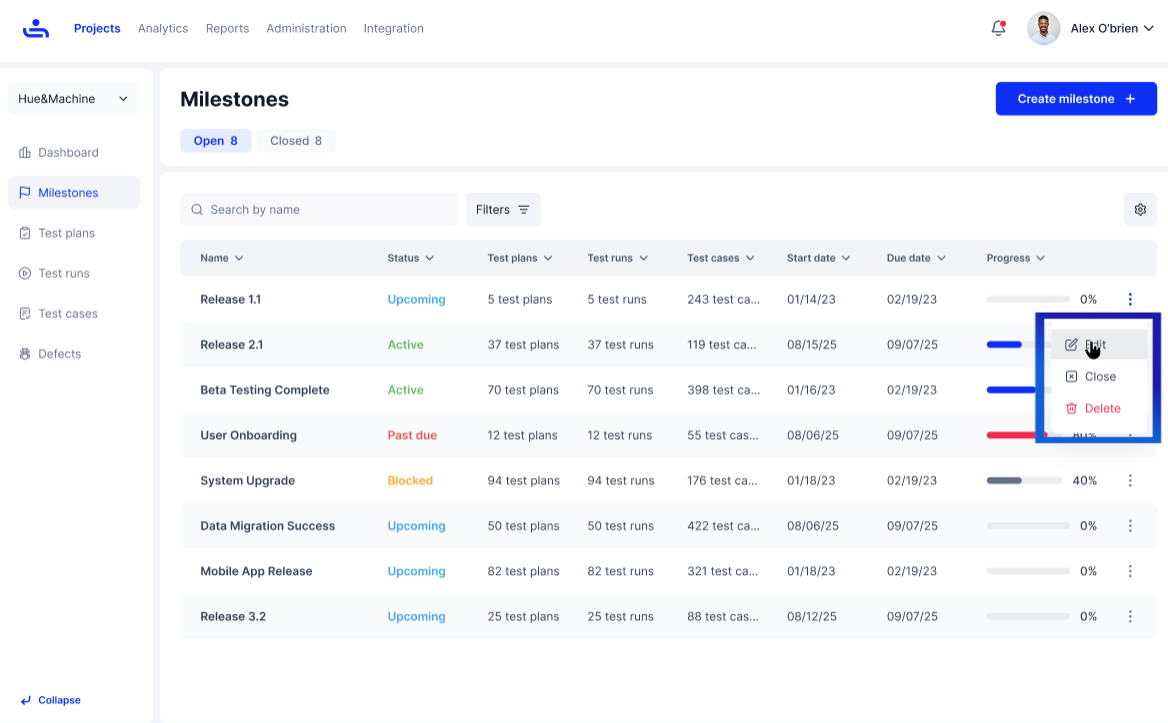 Projects Analytics Reports Administration Integration Alex O'brien
Hue&Machine
Dashboard
Milestones
Test plans
Test runs
Test cases
Defects
Collapse
Milestones
Create milestone +
Open 8 Closed 8
Search by name Filters
Name Status Test plans Test runs Test cases Start date Due date Progress
Release 1.1 Upcoming 5 test plans 5 test runs 243 test ca... 01/14/23 02/19/23 0%
Release 2.1 Active 37 test plans 37 test runs 119 test ca... 08/15/25 09/07/25
Beta Testing Complete Active 70 test plans 70 test runs 398 test ca... 01/16/23 02/19/23
User Onboarding Past due 12 test plans 12 test runs 55 test cas... 08/06/25 09/07/25 80%
System Upgrade Blocked 94 test plans 94 test runs 176 test ca... 01/18/23 02/19/23 40%
Data Migration Success Upcoming 50 test plans 50 test runs 422 test ca... 08/06/25 09/07/25 0%
Mobile App Release Upcoming 82 test plans 82 test runs 321 test ca... 01/18/23 02/19/23 0%
Release 3.2 Upcoming 25 test plans 25 test runs 88 test cas... 08/12/25 09/07/25 0%
Edit
Close
Delete